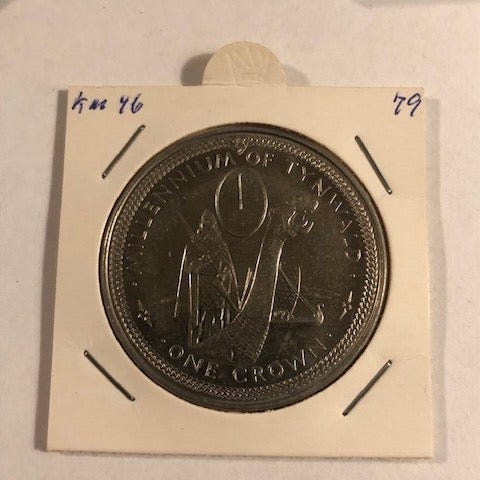 KM 46
79
MILLENNIUM OF TYNWALD
ONE CROWN